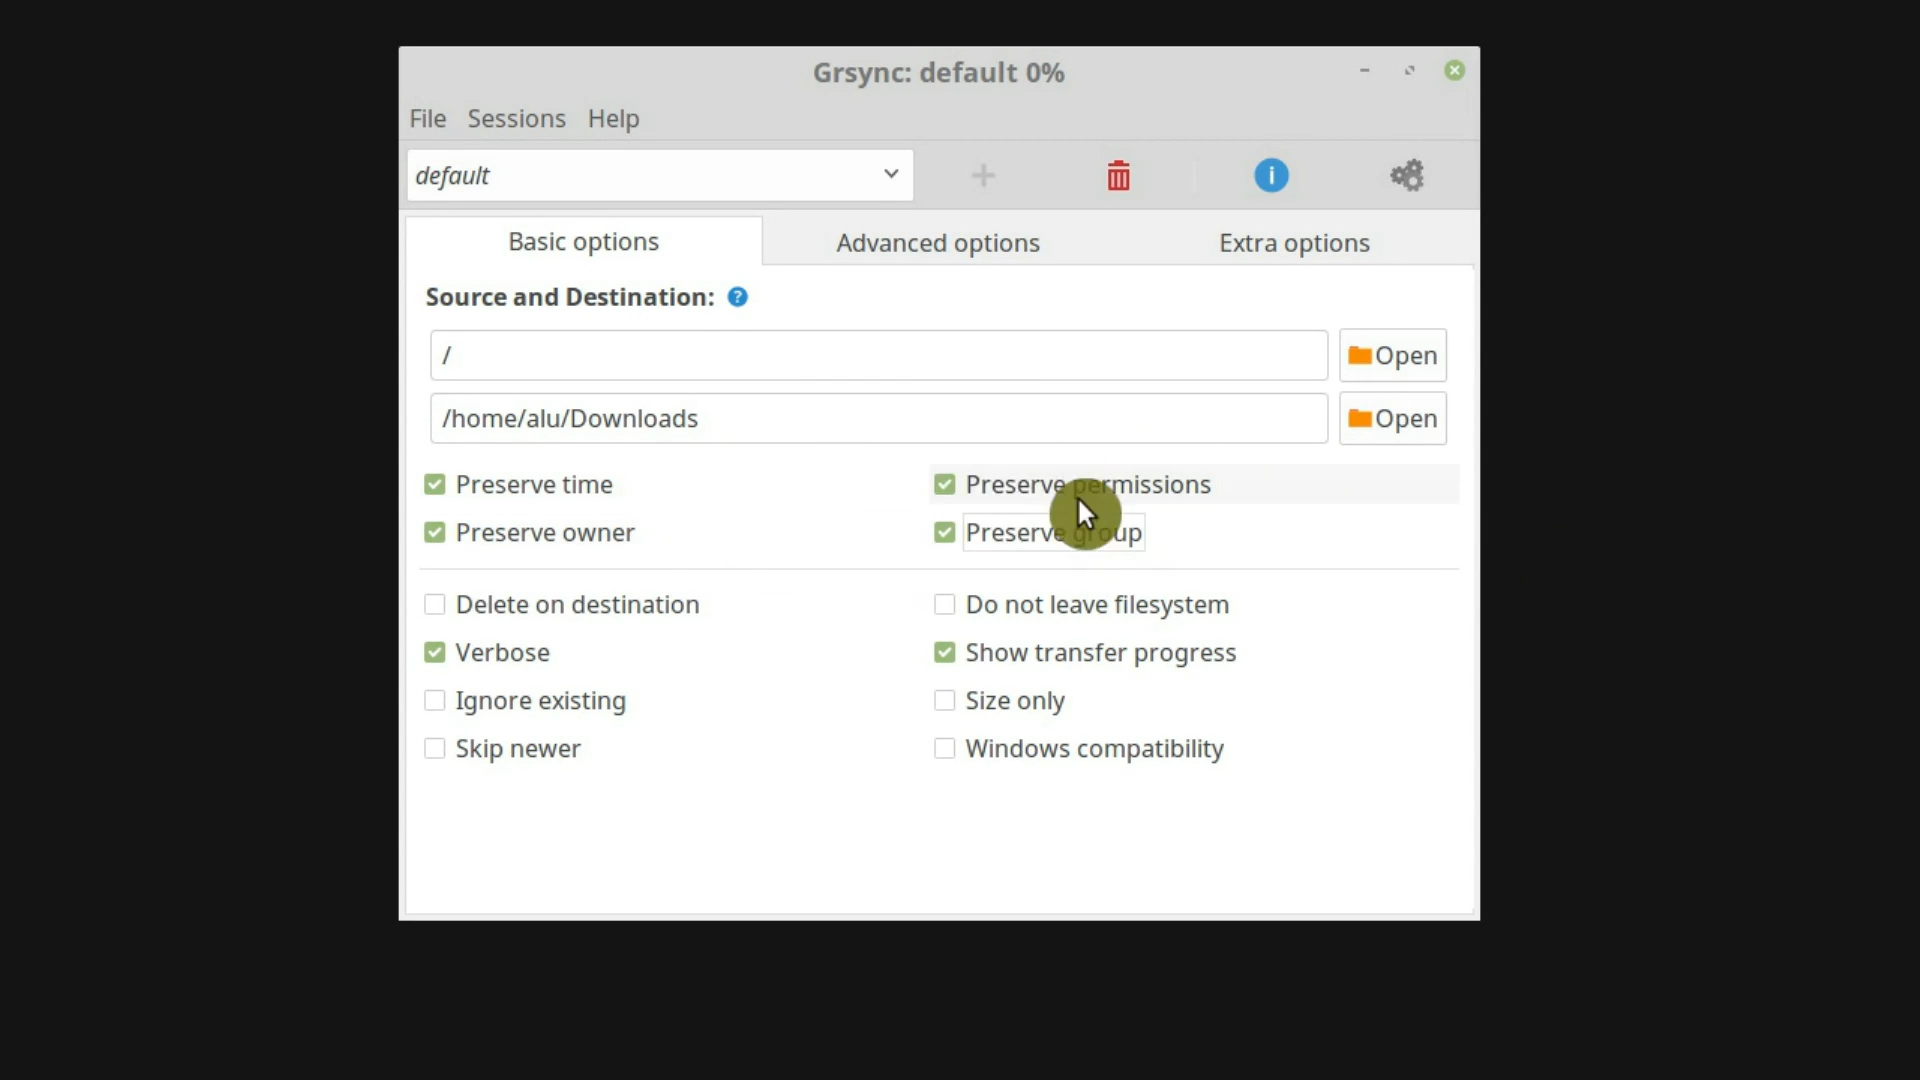 Grsync: default 0%
File Sessions Help
default
Basic options Advanced options Extra options
Source and Destination:
/ Open
/home/alu/Downloads Open
Preserve time Preserve permissions
Preserve owner Preserve group
Delete on destination Do not leave filesystem
Verbose Show transfer progress
Ignore existing Size only
Skip newer Windows compatibility